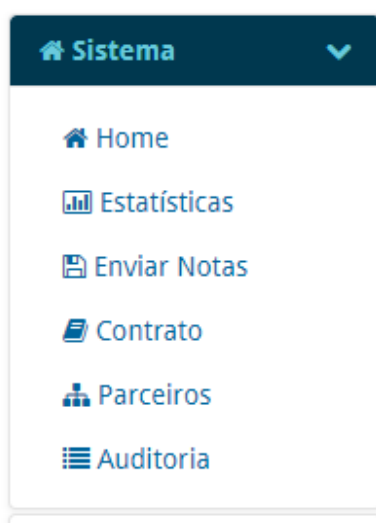 Sistema
Home
Estatísticas
Enviar Notas
Contrato
Parceiros
Auditoria